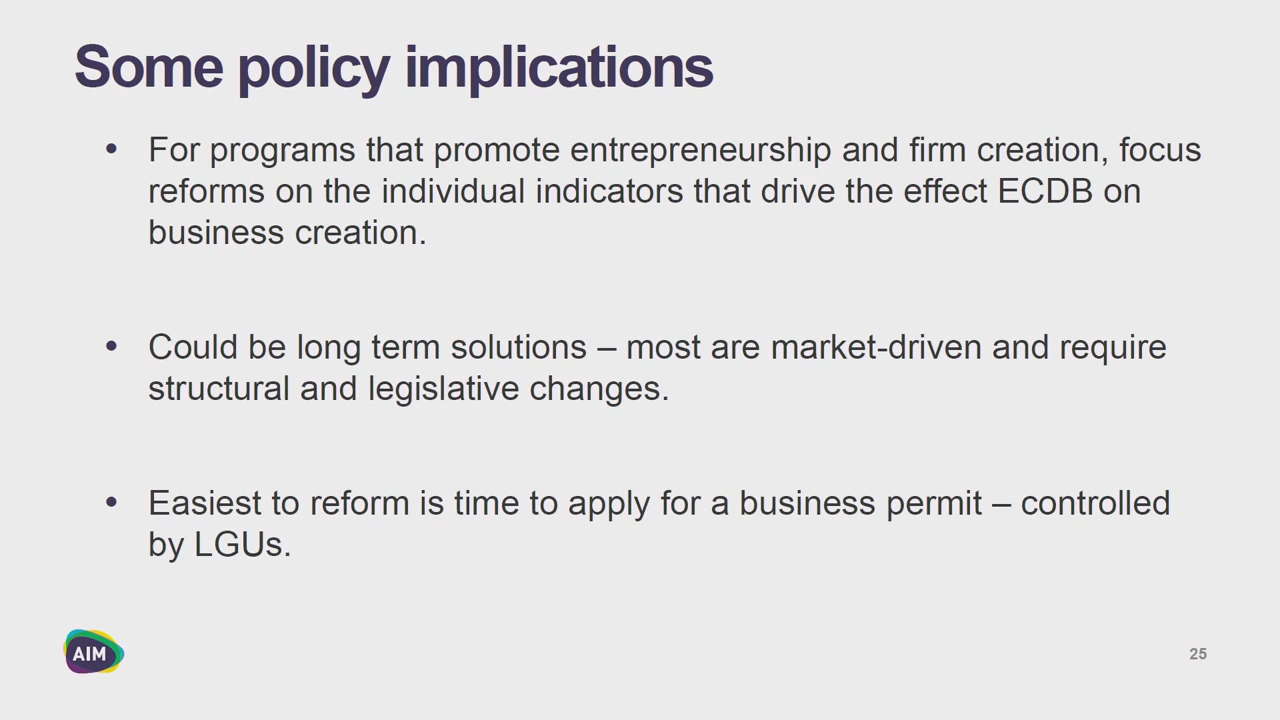 Some policy implications
• For programs that promote entrepreneurship and firm creation, focus
reforms on the individual indicators that drive the effect ECDB on
business creation.
• Could be long term solutions – most are market-driven and require
structural and legislative changes.
• Easiest to reform is time to apply for a business permit – controlled
by LGUs.
AIM
25